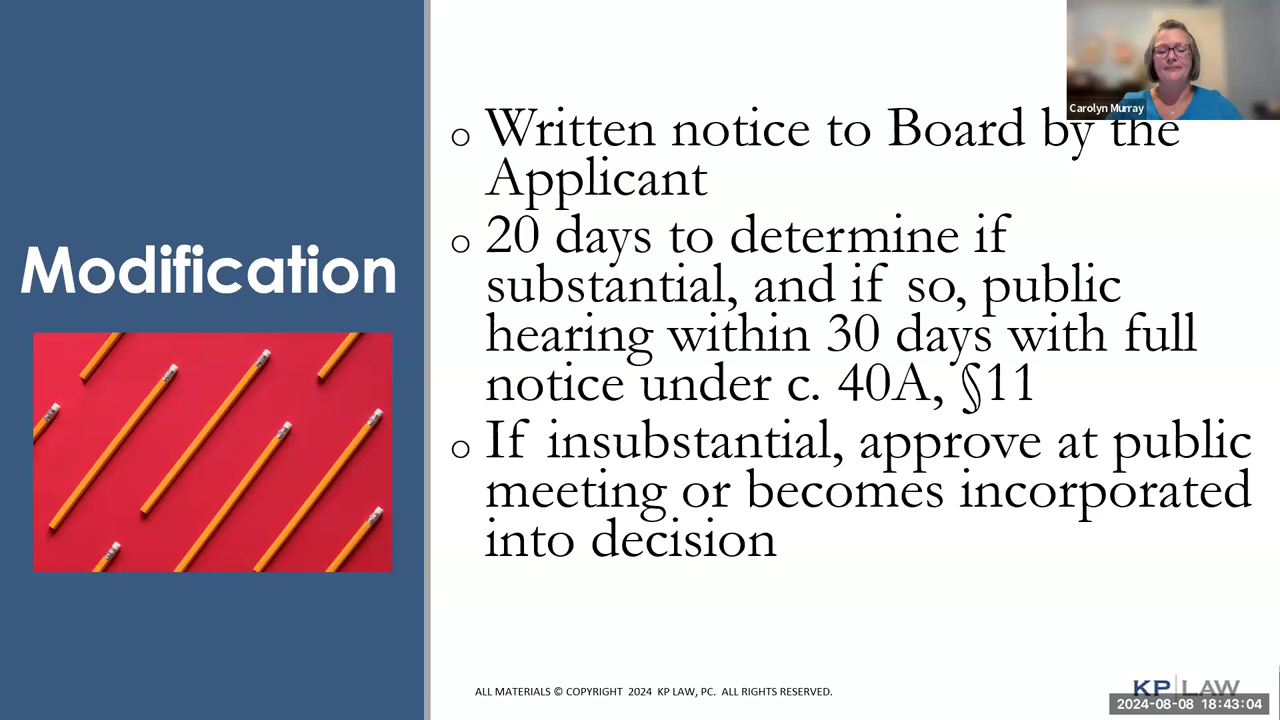 Carolyn Murray
Modification
o Written notice to Board by the
Applicant
o 20 days to determine if
substantial, and if so, public
hearing within 30 days with full
notice under c. 40A, §11
o If insubstantial, approve at public
meeting or becomes incorporated
into decision
ALL MATERIALS © COPYRIGHT 2024 KP LAW, PC. ALL RIGHTS RESERVED.
KP LAW
2024-08-08 18:43:04